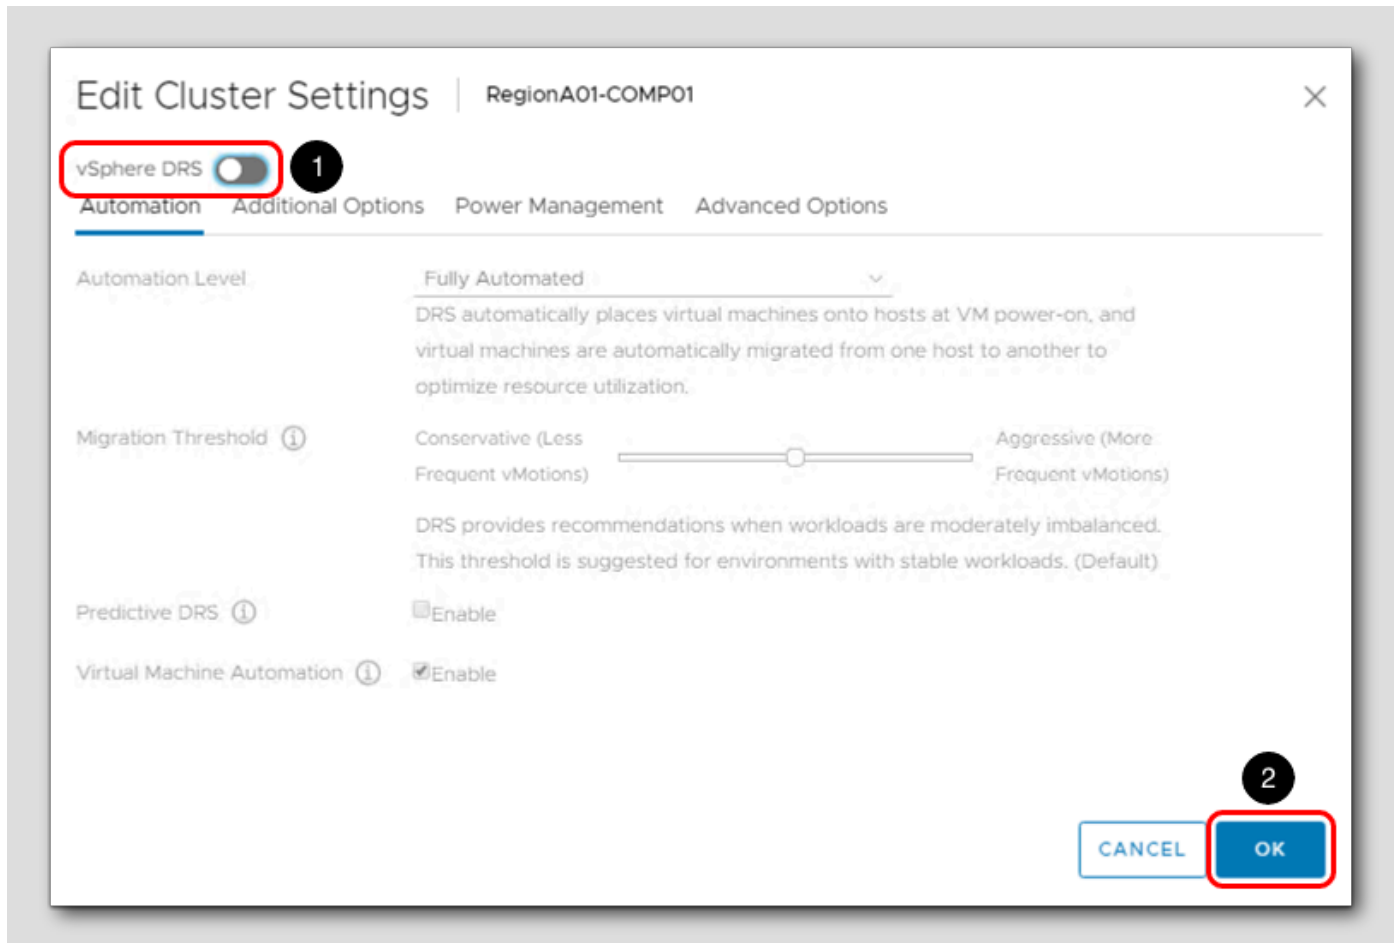 Edit Cluster Settings RegionA01-COMP01
vSphere DRS 1
Automation Additional Options Power Management Advanced Options
Automation Level Fully Automated
DRS automatically places virtual machines onto hosts at VM power-on, and
virtual machines are automatically migrated from one host to another to
optimize resource utilization.
Migration Threshold Conservative (Less Aggressive (More
Frequent vMotions) Frequent vMotions)
DRS provides recommendations when workloads are moderately imbalanced.
This threshold is suggested for environments with stable workloads. (Default)
Predictive DRS Enable
Virtual Machine Automation Enable
2
CANCEL OK